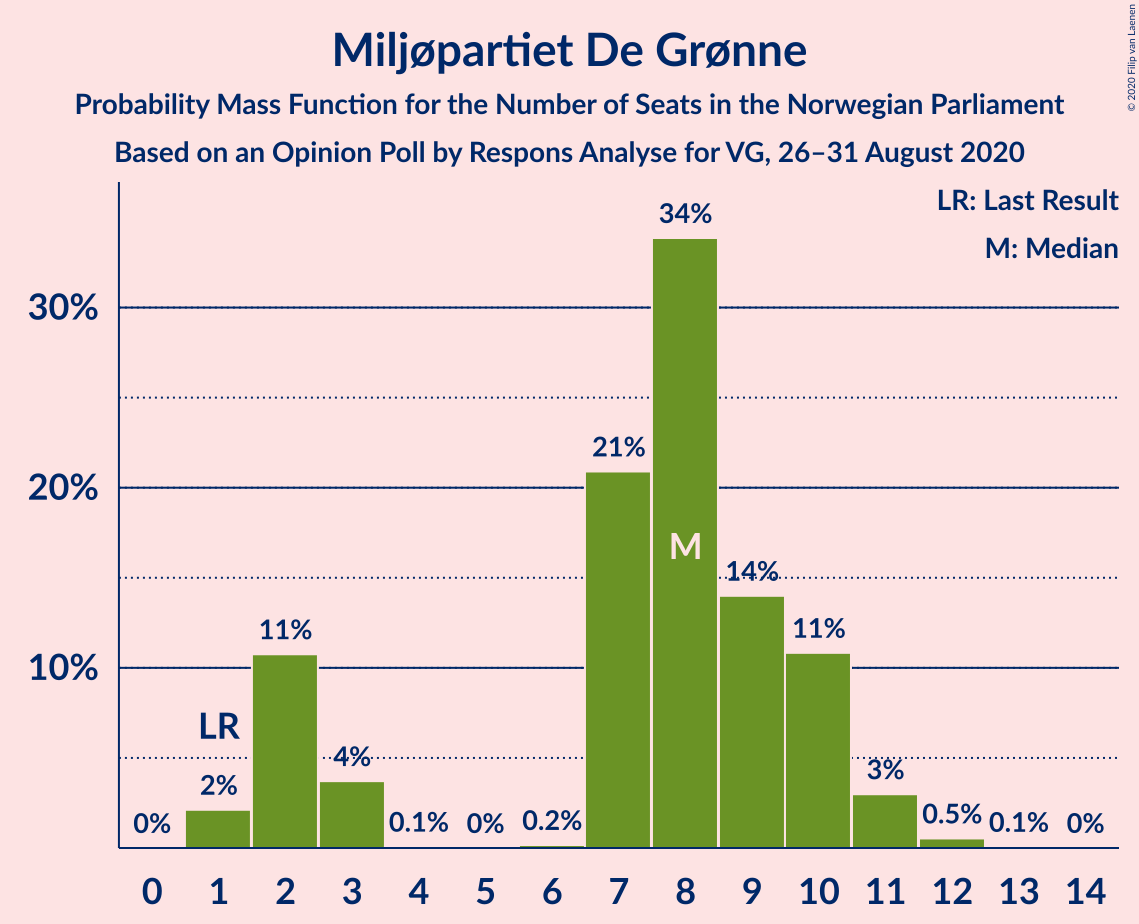 Miljøpartiet De Grønne
Probability Mass Function for the Number of Seats in the Norwegian Parliament
Based on an Opinion Poll by Respons Analyse for VG, 26–31 August 2020
© 2020 Filip van Laenen
LR: Last Result
M: Median
34%
30%
21%
20%
M
14%
11%
11%
10%
LR
4%
3%
2%
0%
0.1%
0%
0.2%
0.5%
0.1%
0%
0 1 2 3 4 5 6 7 8 9 10 11 12 13 14